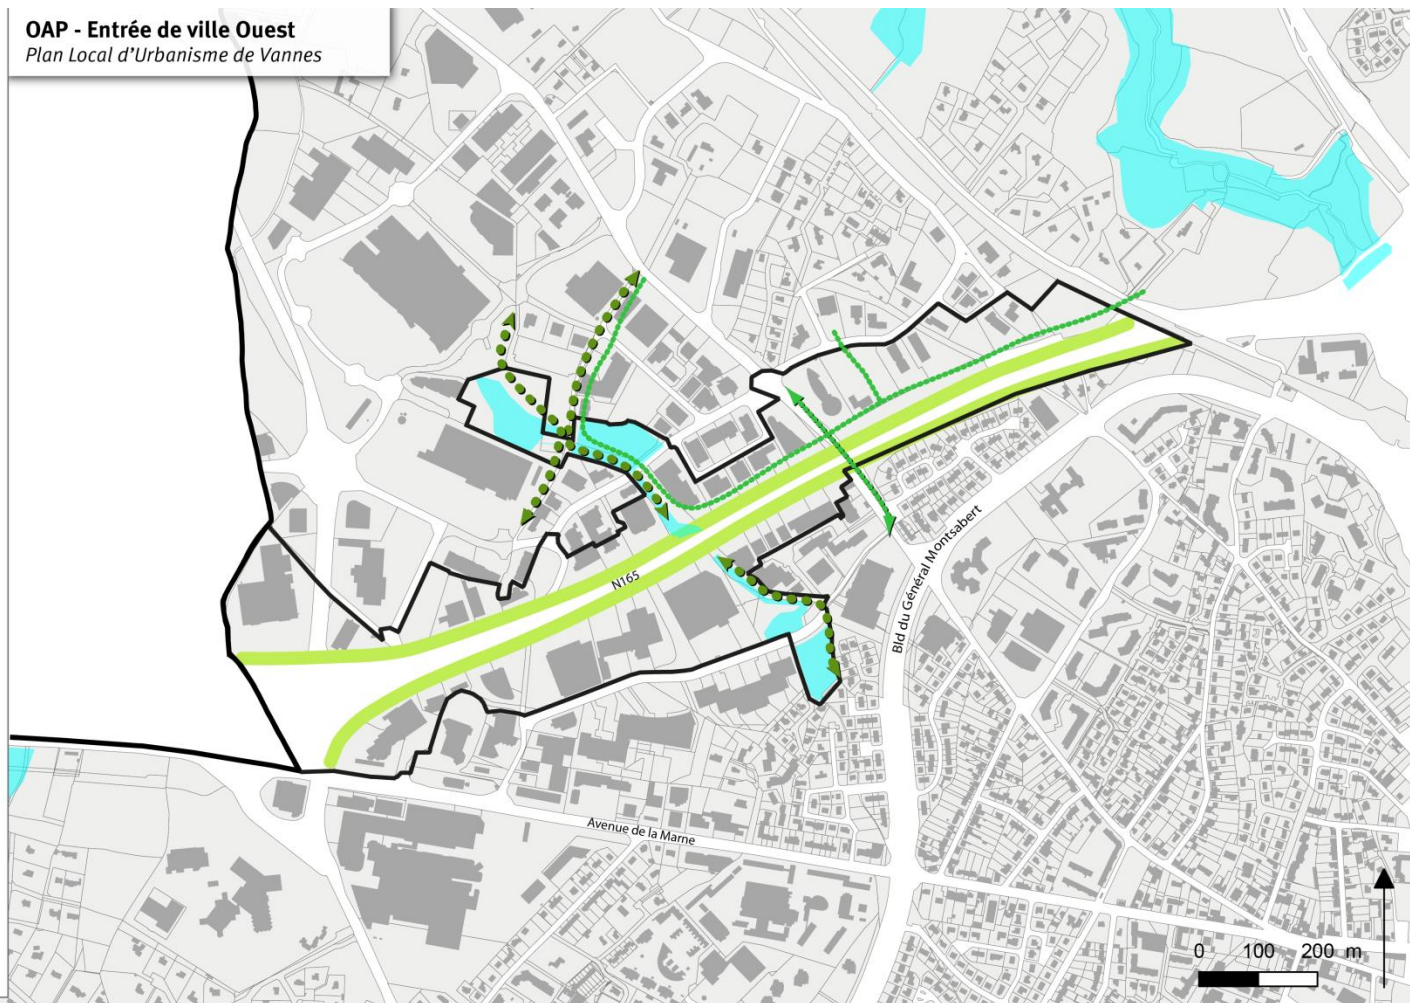 OAP - Entrée de ville Ouest
Plan Local d'Urbanisme de Vannes
N165
Bld du Général Montsabert
Avenue de la Marne
0 100 200 m